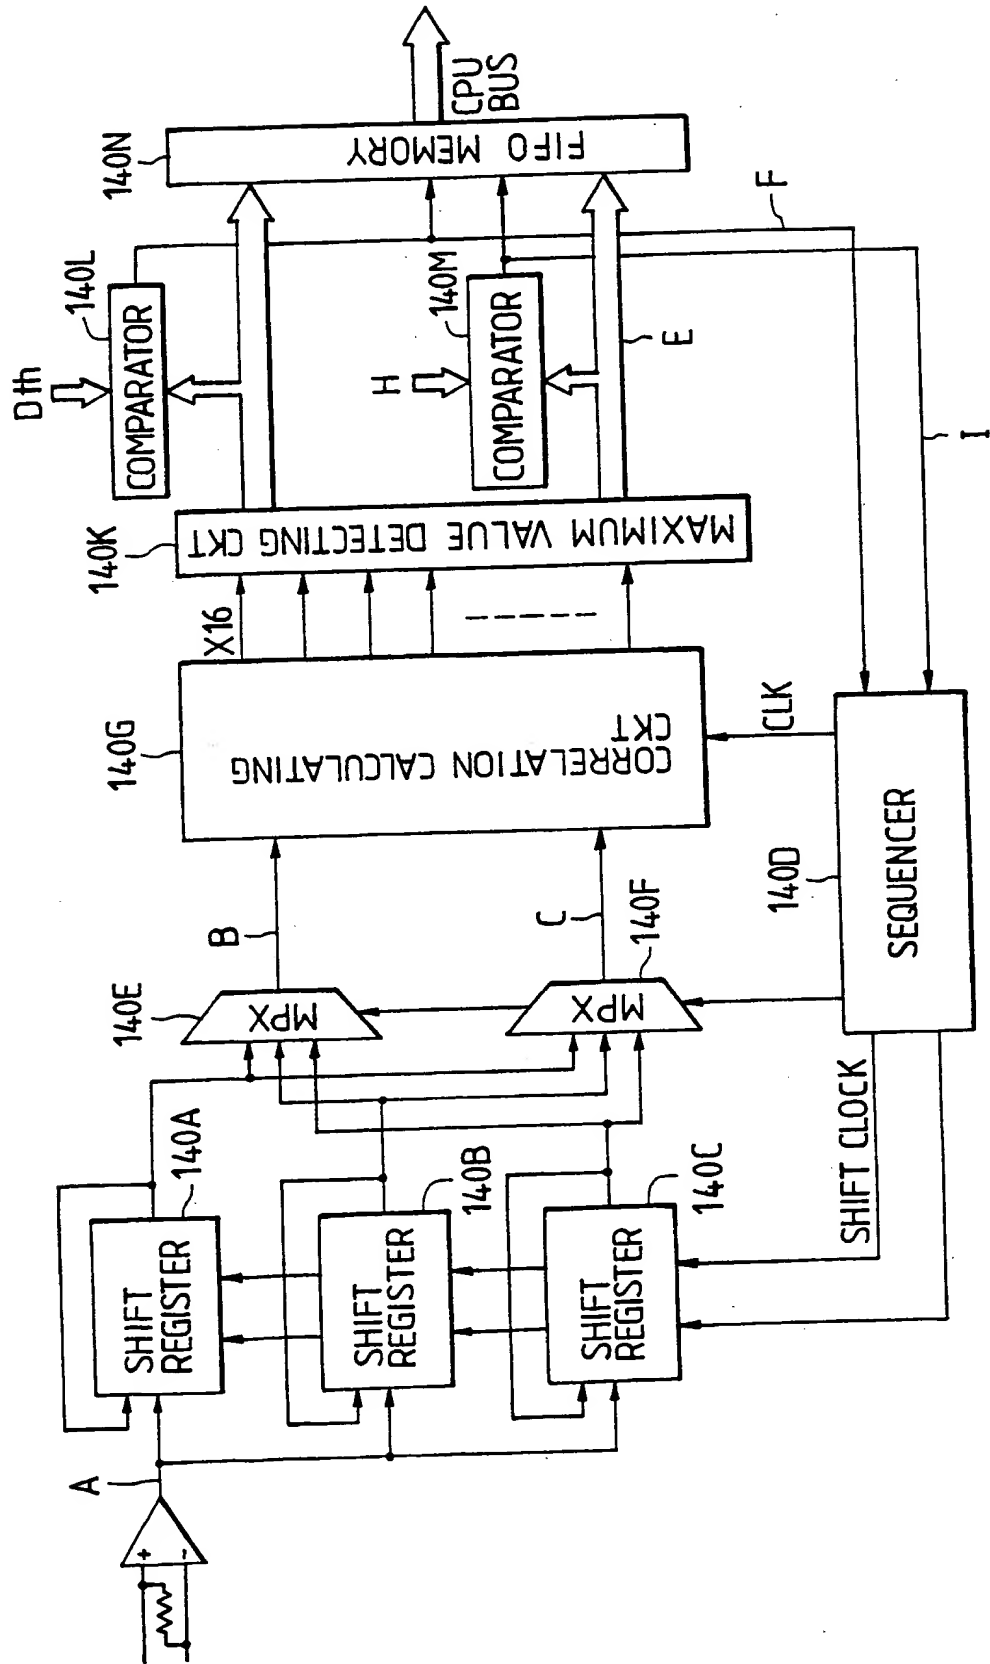 +
-
A
SHIFT
REGISTER
140A
SHIFT
REGISTER
140B
SHIFT
REGISTER
140C
SHIFT CLOCK
140E
MPX
B
MPX
140F
C
140D
SEQUENCER
CLK
140G
CORRELATION CALCULATING
CKT
X16
140K
MAXIMUM VALUE DETECTING CKT
Dth
140L
COMPARATOR
H
140M
COMPARATOR
E
F
I
140N
FIFO MEMORY
CPU
BUS